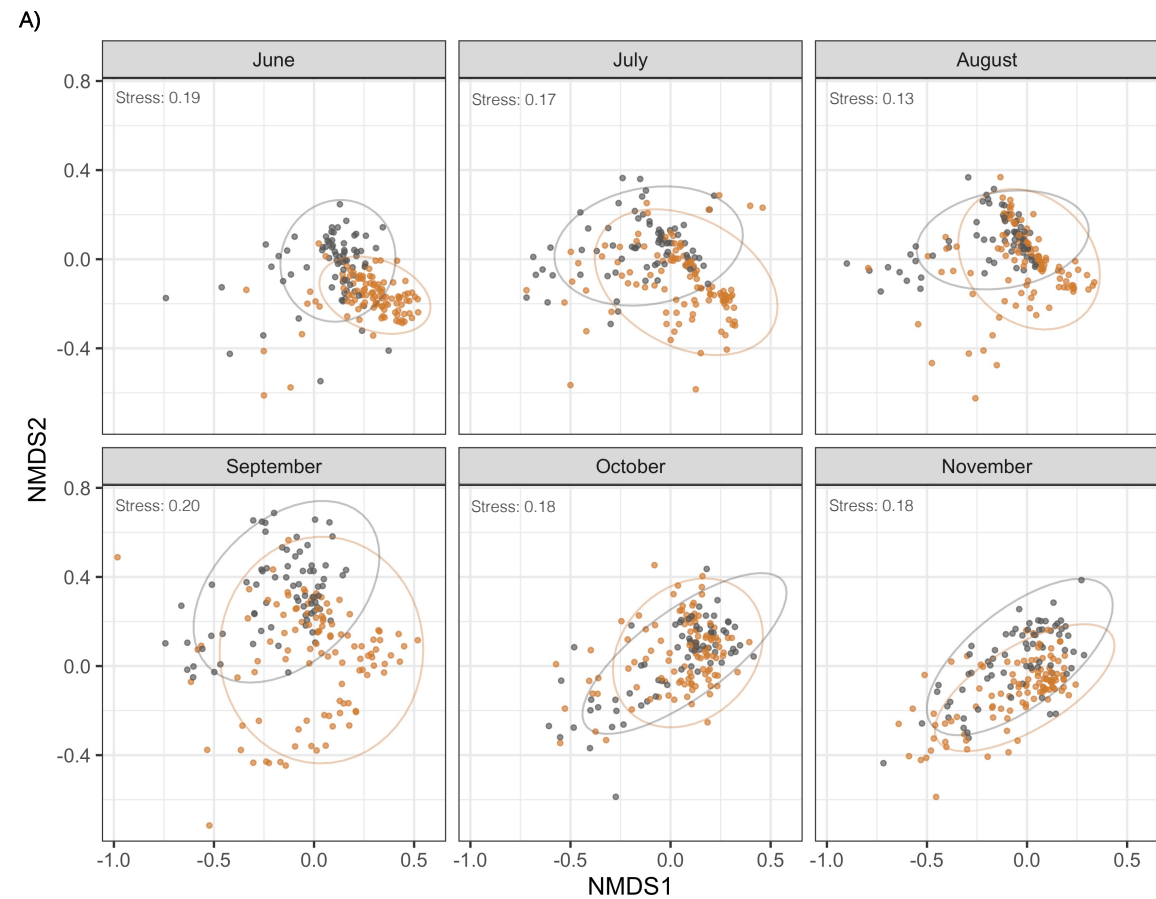 A)
June
July
August
Stress: 0.19
Stress: 0.17
Stress: 0.13
0.8
0.4
0.0
-0.4
NMDS2
September
October
November
Stress: 0.20
Stress: 0.18
Stress: 0.18
0.8
0.4
0.0
-0.4
-1.0 -0.5 0.0 0.5
-1.0 -0.5 0.0 0.5
-1.0 -0.5 0.0 0.5
NMDS1